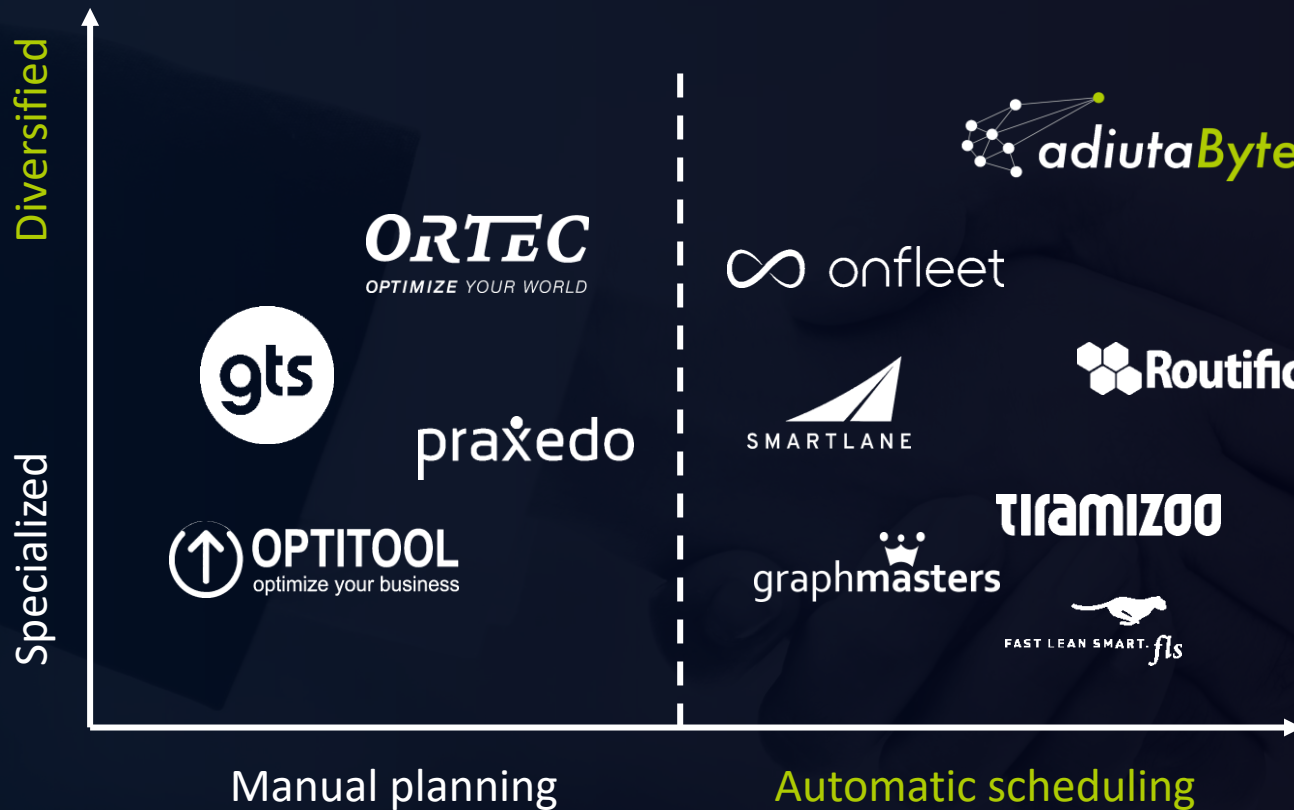 Diversified
adiutaByte
ORTEC
OPTIMIZE YOUR WORLD
onfleet
gts
Routific
praxedo
SMARTLANE
Specialized
tiramizoo
OPTITOOL
optimize your business
graphmasters
FAST LEAN SMART. fls
Manual planning
Automatic scheduling